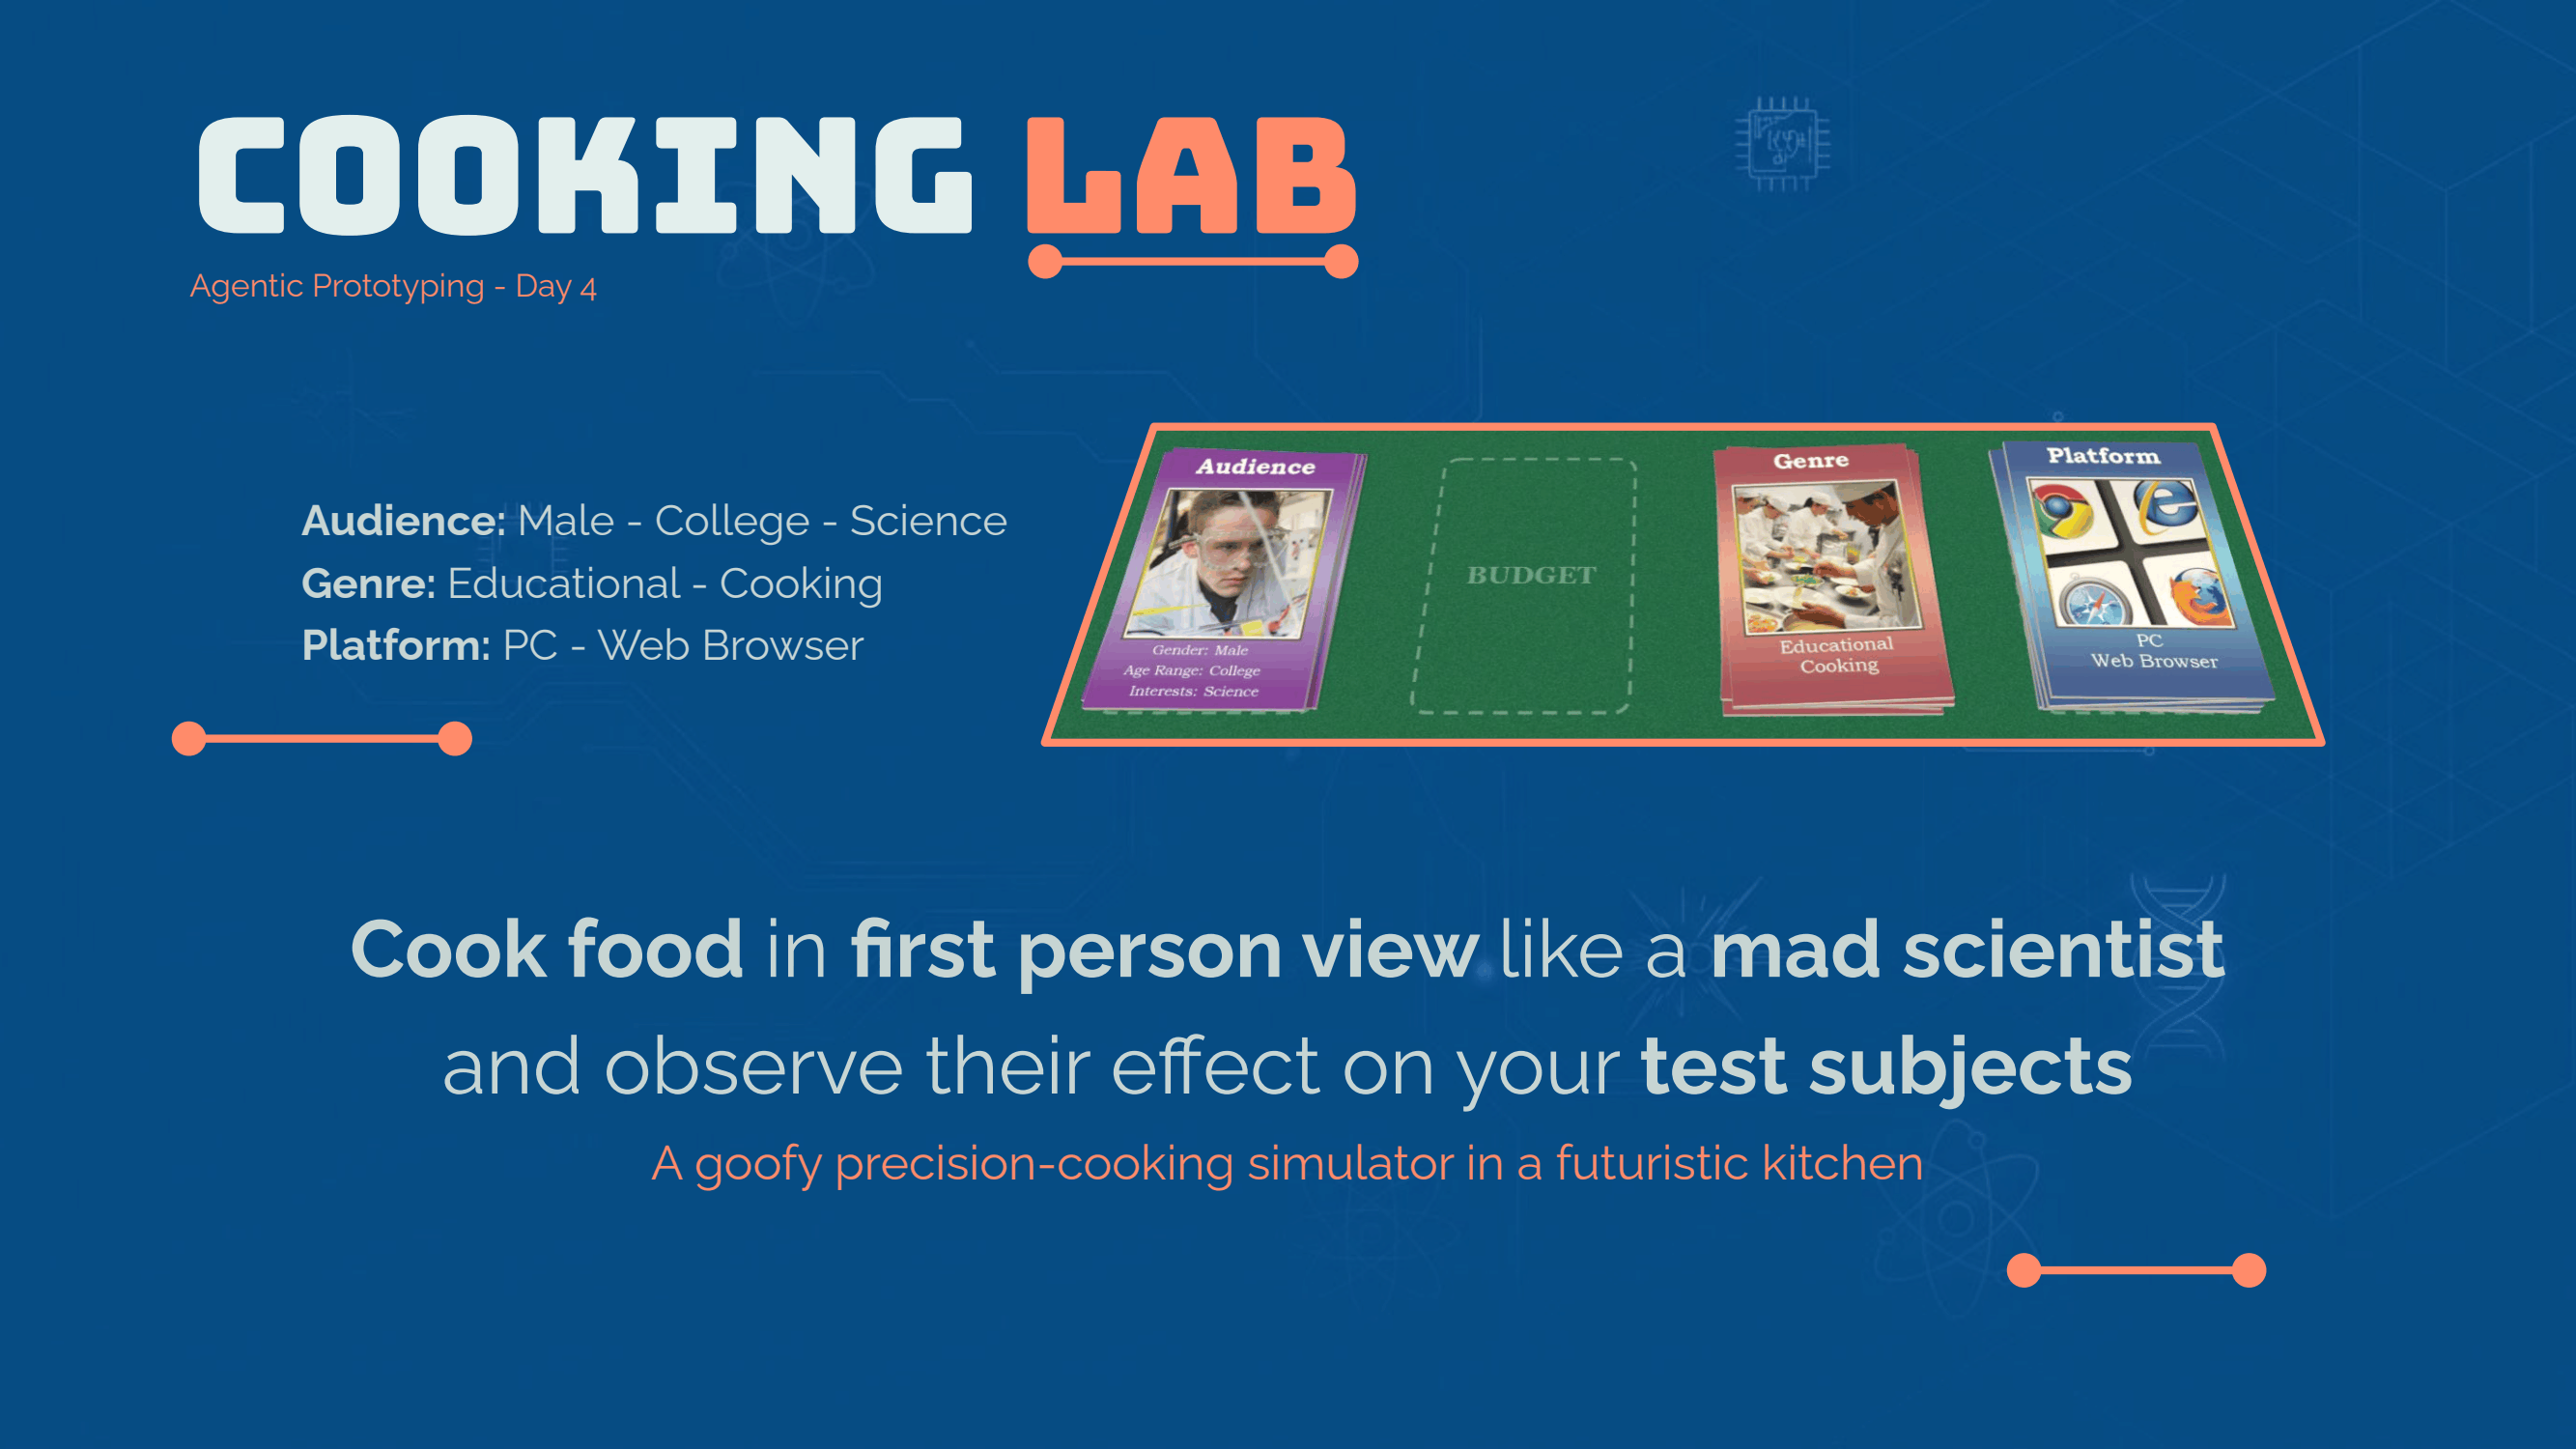 COOKING LAB
Agentic Prototyping - Day 4
Audience: Male - College - Science
Genre: Educational - Cooking
Platform: PC - Web Browser
Audience
Gender: Male
Age Range: College
Interests: Science
BUDGET
Genre
Educational
Cooking
Platform
PC
Web Browser
Cook food in first person view like a mad scientist
and observe their effect on your test subjects
A goofy precision-cooking simulator in a futuristic kitchen